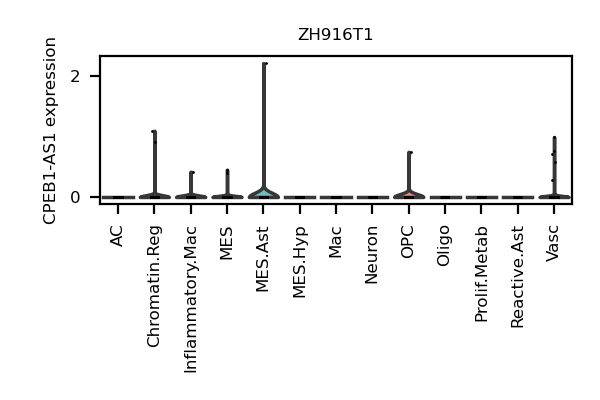 ZH916T1
CPEB1-AS1 expression
2
0
AC
Chromatin.Reg
Inflammatory.Mac
MES
MES.Ast
MES.Hyp
Mac
Neuron
OPC
Oligo
Prolif.Metab
Reactive.Ast
Vasc